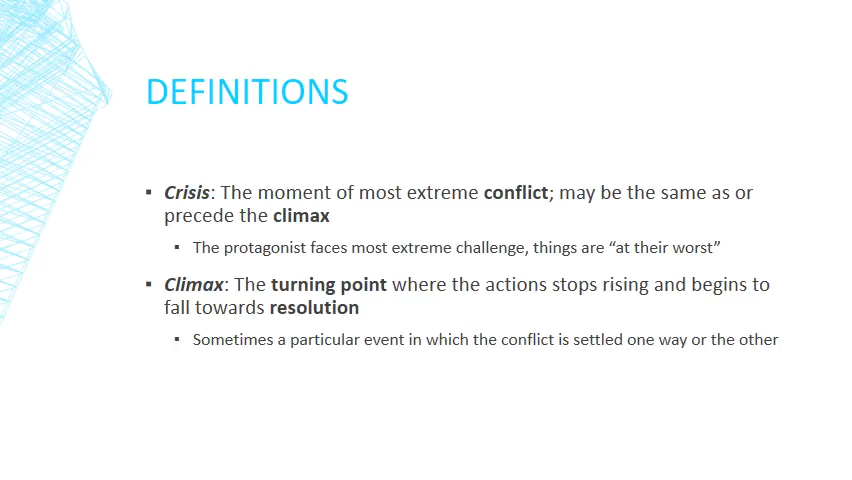 DEFINITIONS
▪ Crisis: The moment of most extreme conflict; may be the same as or
precede the climax
▪ The protagonist faces most extreme challenge, things are “at their worst”
▪ Climax: The turning point where the actions stops rising and begins to
fall towards resolution
▪ Sometimes a particular event in which the conflict is settled one way or the other